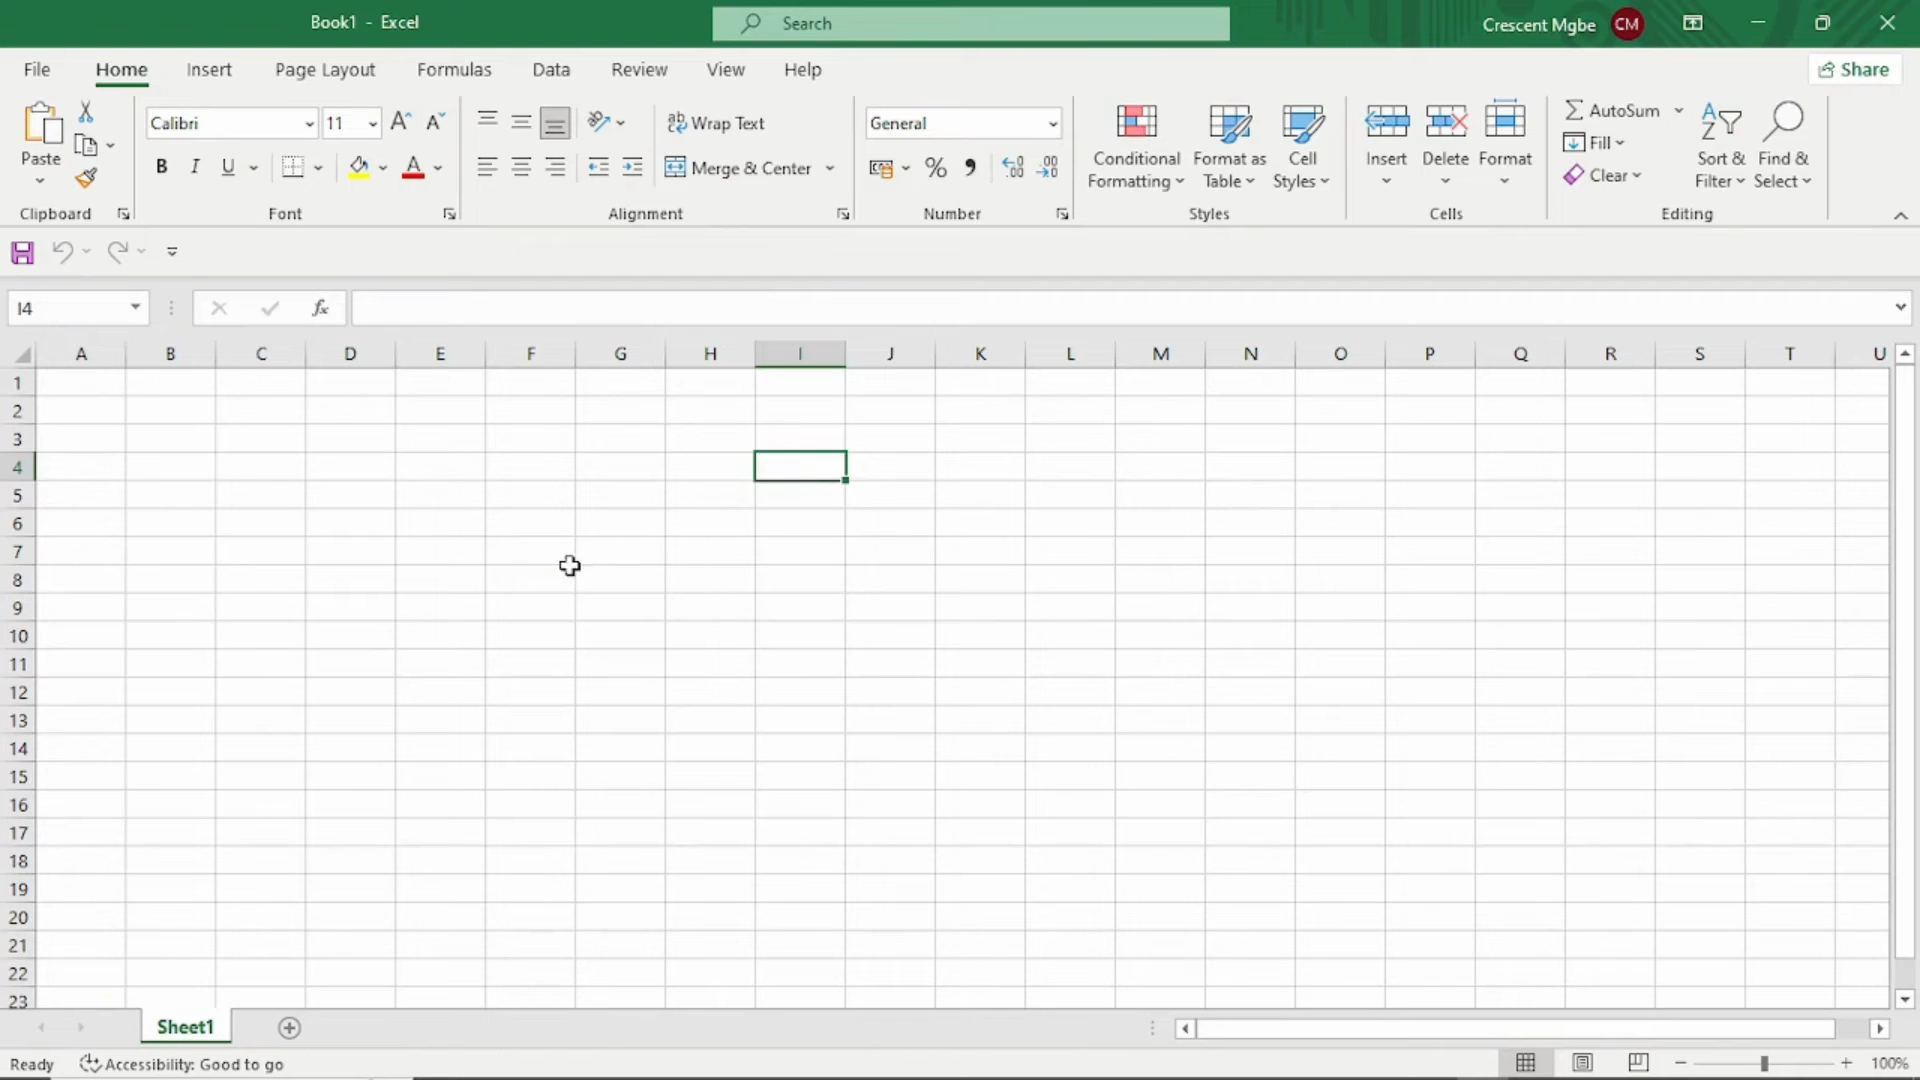 Book1 - Excel
Search
Crescent Mgbe CM
File Home Insert Page Layout Formulas Data Review View Help Share
Calibri 11 Wrap Text General AutoSum
Paste B I U A Merge & Center % Conditional Formatting Format as Table Cell Styles Insert Delete Format Fill Clear Sort & Filter Find & Select
Clipboard Font Alignment Number Styles Cells Editing
I4 fx
A B C D E F G H I J K L M N O P Q R S T U
1
2
3
4
5
6
7
8
9
10
11
12
13
14
15
16
17
18
19
20
21
22
23
Sheet1
Ready Accessibility: Good to go 100%